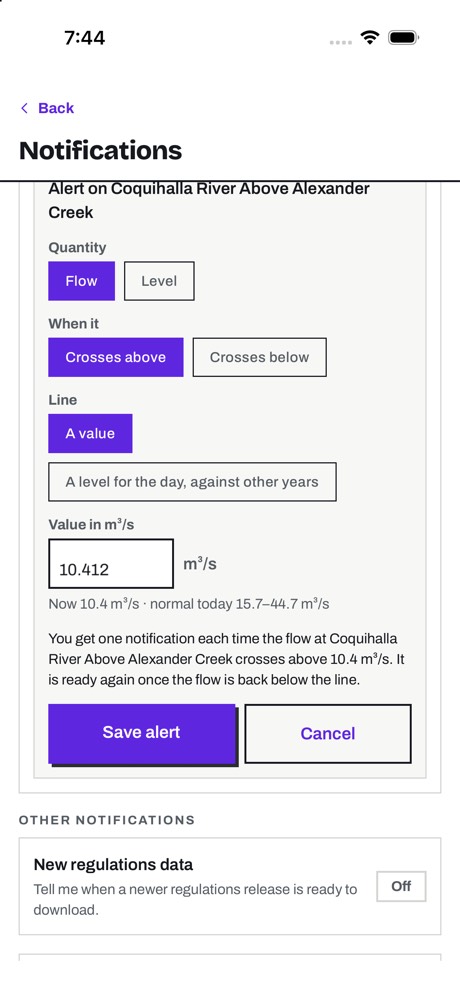 7:44
Back
Notifications
Alert on Coquihalla River Above Alexander
Creek
Quantity
Flow
Level
When it
Crosses above
Crosses below
Line
A value
A level for the day, against other years
Value in m³/s
10.412
m³/s
Now 10.4 m³/s · normal today 15.7–44.7 m³/s
You get one notification each time the flow at Coquihalla
River Above Alexander Creek crosses above 10.4 m³/s. It
is ready again once the flow is back below the line.
Save alert
Cancel
OTHER NOTIFICATIONS
New regulations data
Tell me when a newer regulations release is ready to
download.
Off